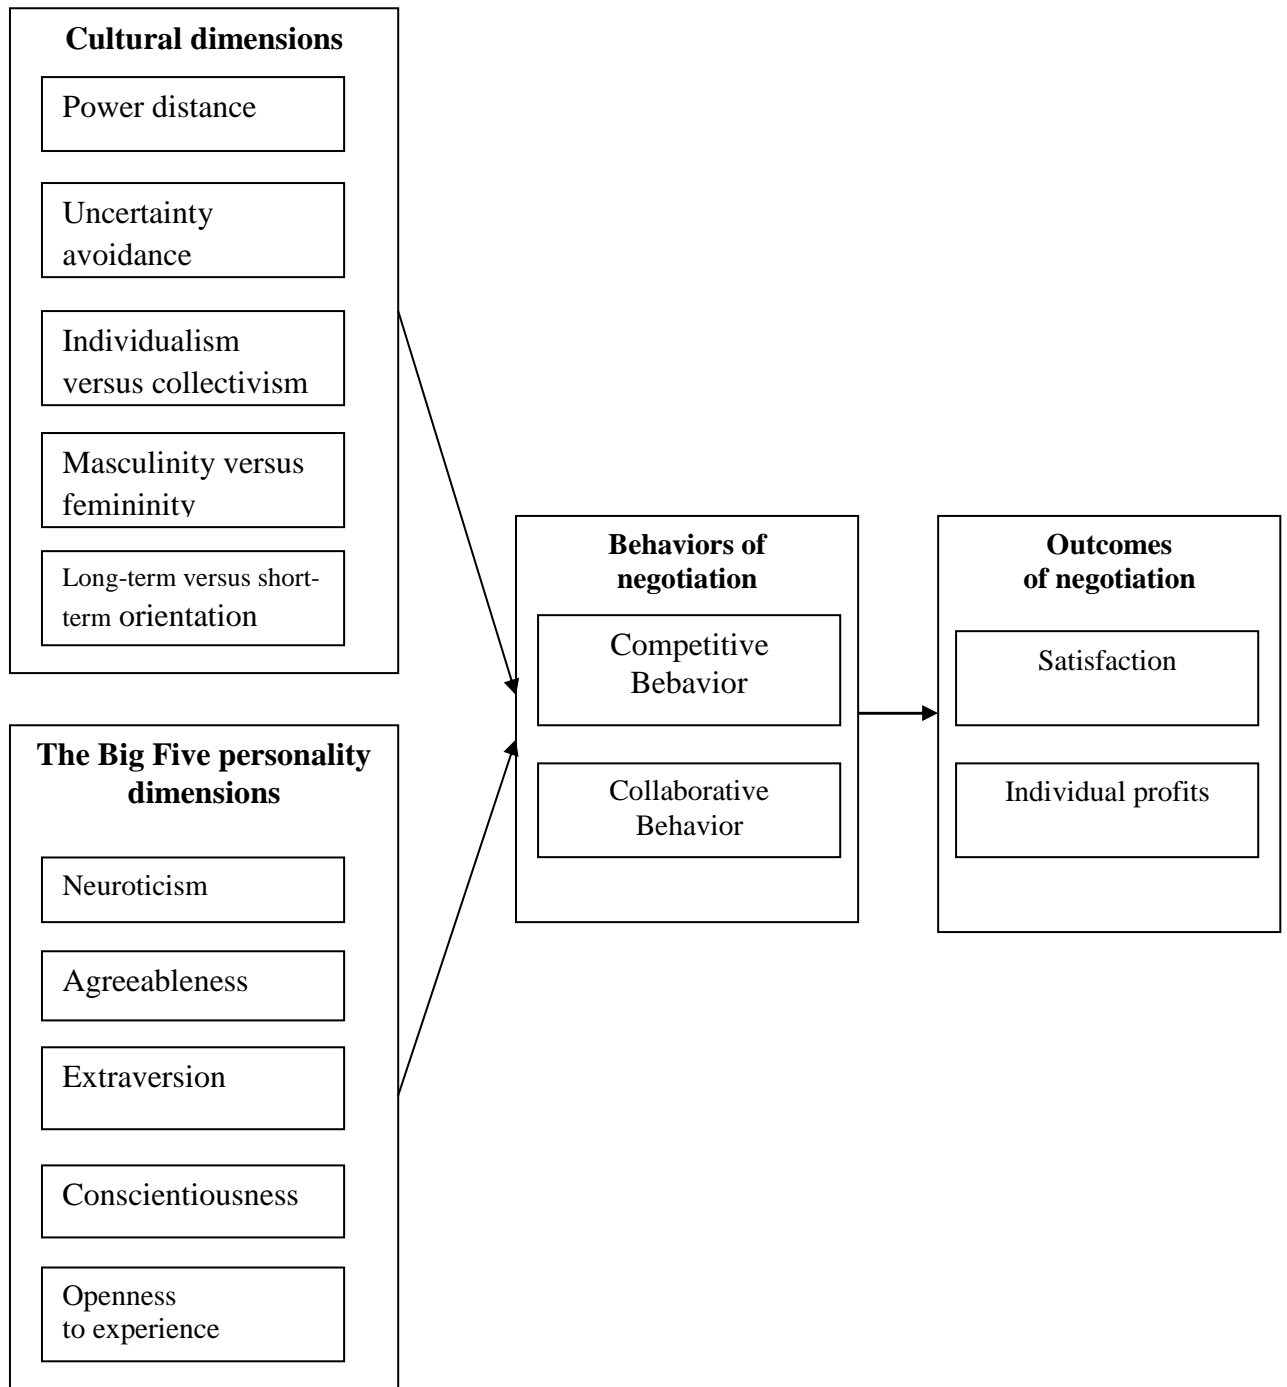 Cultural dimensions
Power distance
Uncertainty
avoidance
Individualism
versus collectivism
Masculinity versus
femininity
Long-term versus short-
term orientation
The Big Five personality
dimensions
Neuroticism
Agreeableness
Extraversion
Conscientiousness
Openness
to experience
Behaviors of
negotiation
Competitive
Bebavior
Collaborative
Behavior
Outcomes
of negotiation
Satisfaction
Individual profits